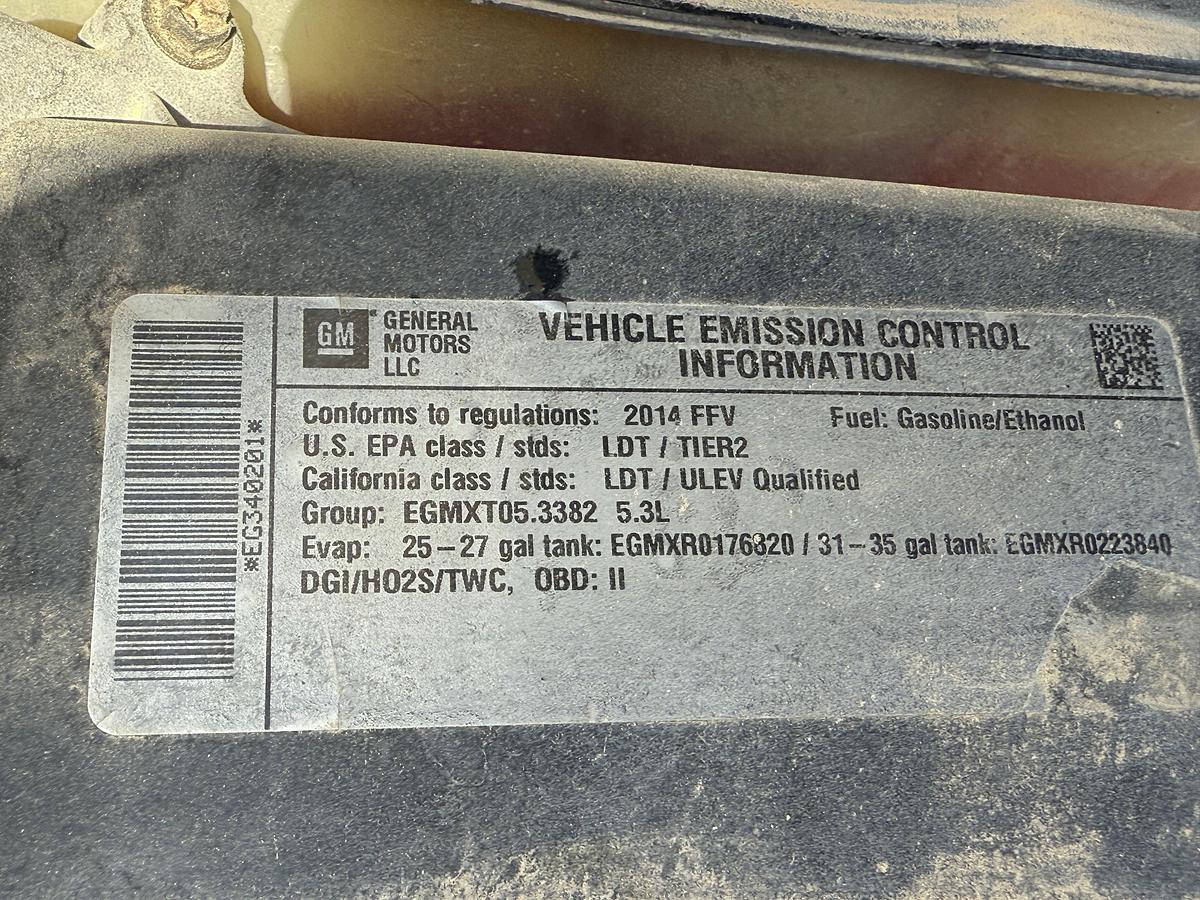 *EG340201*
GM
GENERAL
MOTORS
LLC
VEHICLE EMISSION CONTROL
INFORMATION
Conforms to regulations: 2014 FFV Fuel: Gasoline/Ethanol
U.S. EPA class / stds: LDT / TIER2
California class / stds: LDT / ULEV Qualified
Group: EGMXT05.3382 5.3L
Evap: 25-27 gal tank: EGMXR0176820 / 31-35 gal tank: EGMXR0223840
DGI/HO2S/TWC, OBD: II